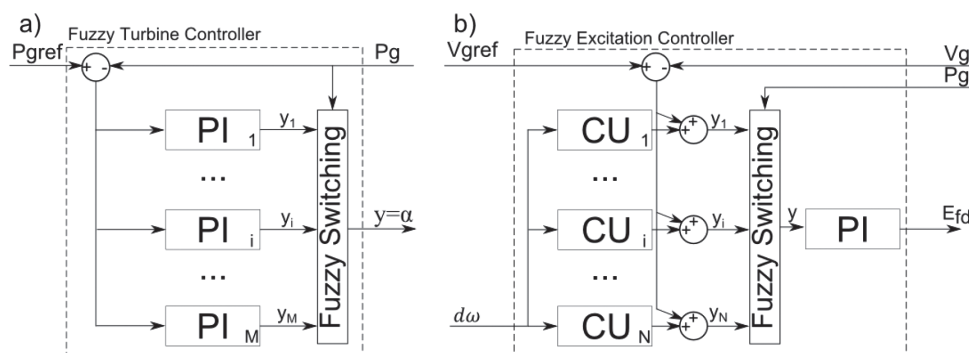 a)
Fuzzy Turbine Controller
Pgref
Pg
+
-
PI 1
y1
...
PI i
yi
...
PI M
yM
Fuzzy Switching
y=α
b)
Fuzzy Excitation Controller
Vgref
Vg
Pg
+
-
CU 1
+
+
y1
...
CU i
+
+
yi
...
CU N
+
+
yN
dω
Fuzzy Switching
y
PI
Efd